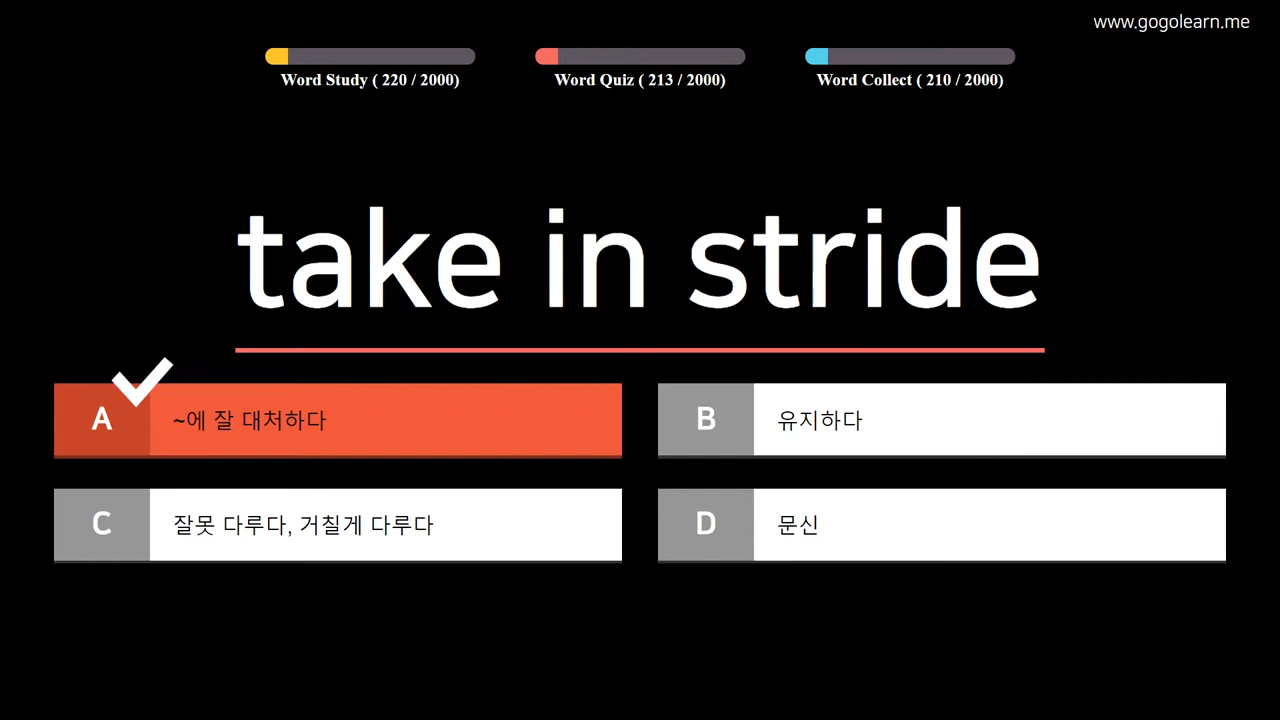 www.gogolearn.me
Word Study ( 220 / 2000)
Word Quiz ( 213 / 2000)
Word Collect ( 210 / 2000)
take in stride
A ~에 잘 대처하다
B 유지하다
C 잘못 다루다, 거칠게 다루다
D 문신